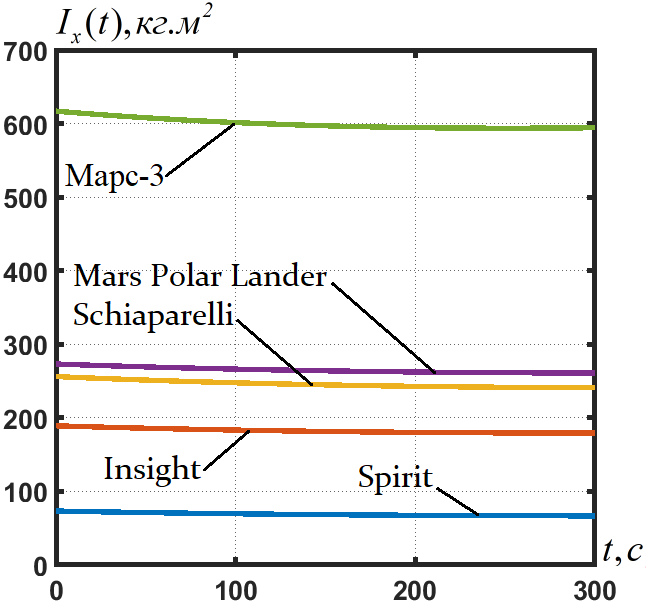 I_x(t), кг.м²
700
600
Марс-3
500
400
Mars Polar Lander
Schiaparelli
300
200
Insight
Spirit
100
0
t, с
0 100 200 300